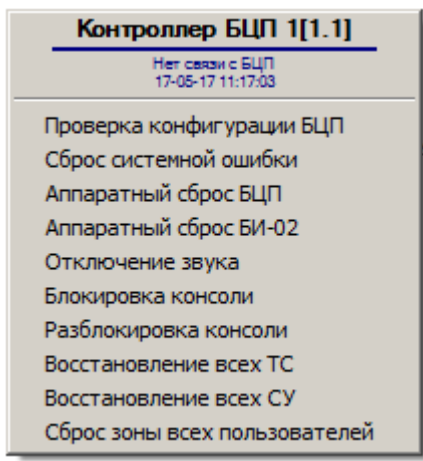 Контроллер БЦП 1[1.1]
Нет связи с БЦП
17-05-17 11:17:03
Проверка конфигурации БЦП
Сброс системной ошибки
Аппаратный сброс БЦП
Аппаратный сброс БИ-02
Отключение звука
Блокировка консоли
Разблокировка консоли
Восстановление всех ТС
Восстановление всех СУ
Сброс зоны всех пользователей